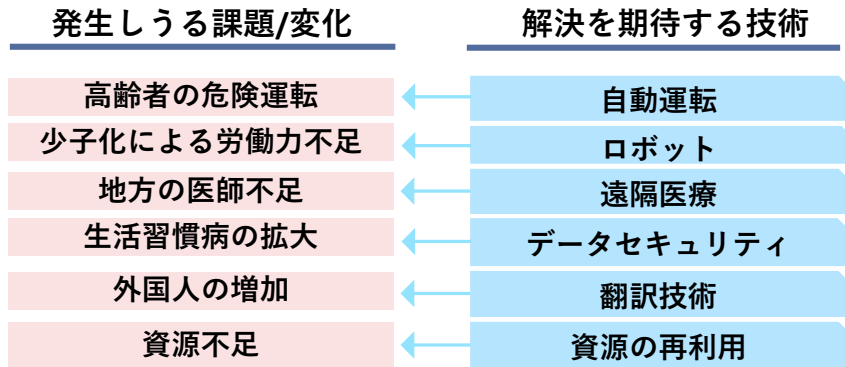 発生しうる課題/変化
解決を期待する技術
高齢者の危険運転
自動運転
少子化による労働力不足
ロボット
地方の医師不足
遠隔医療
生活習慣病の拡大
データセキュリティ
外国人の増加
翻訳技術
資源不足
資源の再利用